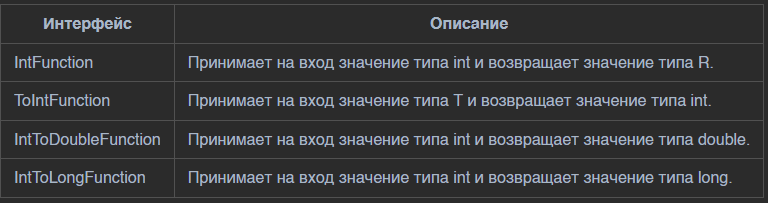 Интерфейс Описание
IntFunction Принимает на вход значение типа int и возвращает значение типа R.
ToIntFunction Принимает на вход значение типа T и возвращает значение типа int.
IntToDoubleFunction Принимает на вход значение типа int и возвращает значение типа double.
IntToLongFunction Принимает на вход значение типа int и возвращает значение типа long.